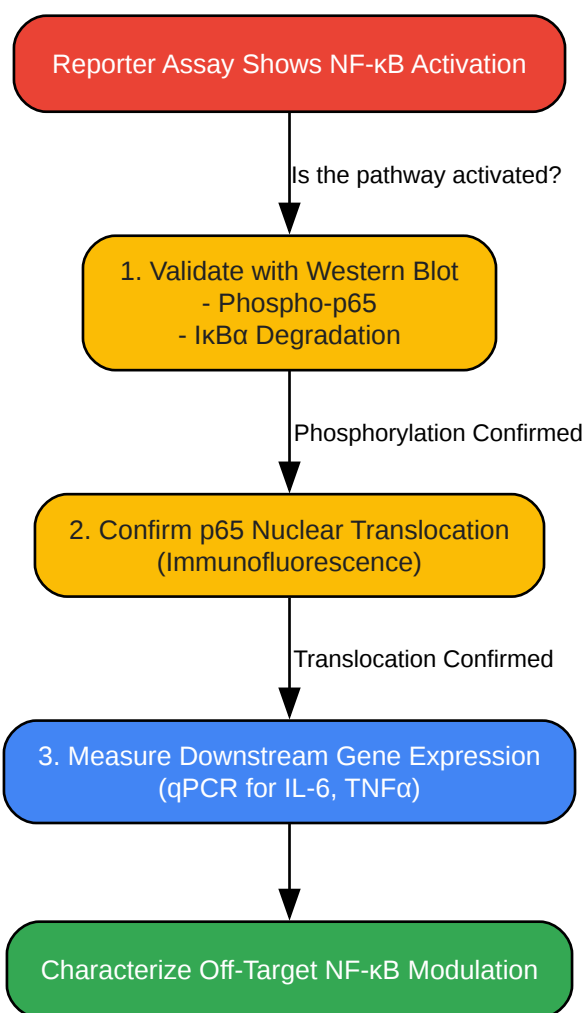 Reporter Assay Shows NF-κB Activation
Is the pathway activated?
1. Validate with Western Blot
- Phospho-p65
- IκBα Degradation
Phosphorylation Confirmed
2. Confirm p65 Nuclear Translocation
(Immunofluorescence)
Translocation Confirmed
3. Measure Downstream Gene Expression
(qPCR for IL-6, TNFα)
Characterize Off-Target NF-κB Modulation